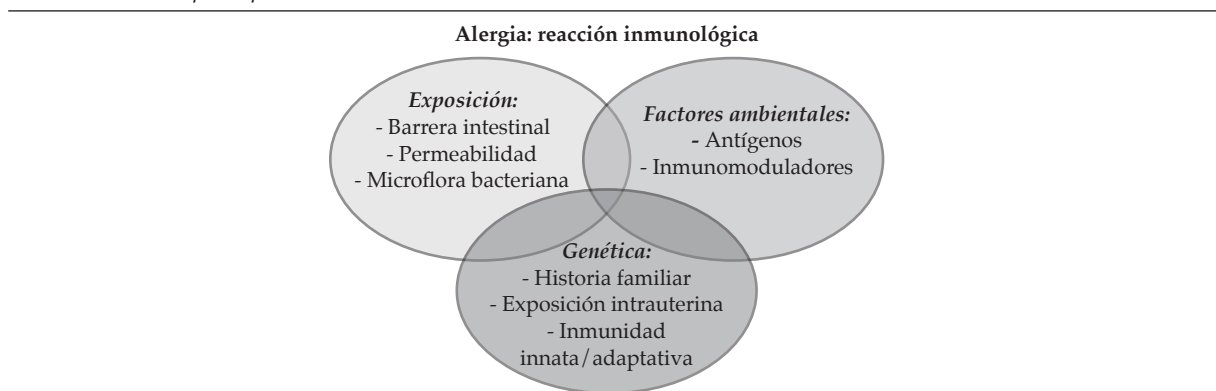 Alergia: reacción inmunológica
Exposición:
- Barrera intestinal
- Permeabilidad
- Microflora bacteriana
Factores ambientales:
- Antígenos
- Inmunomoduladores
Genética:
- Historia familiar
- Exposición intrauterina
- Inmunidad
innata/adaptativa